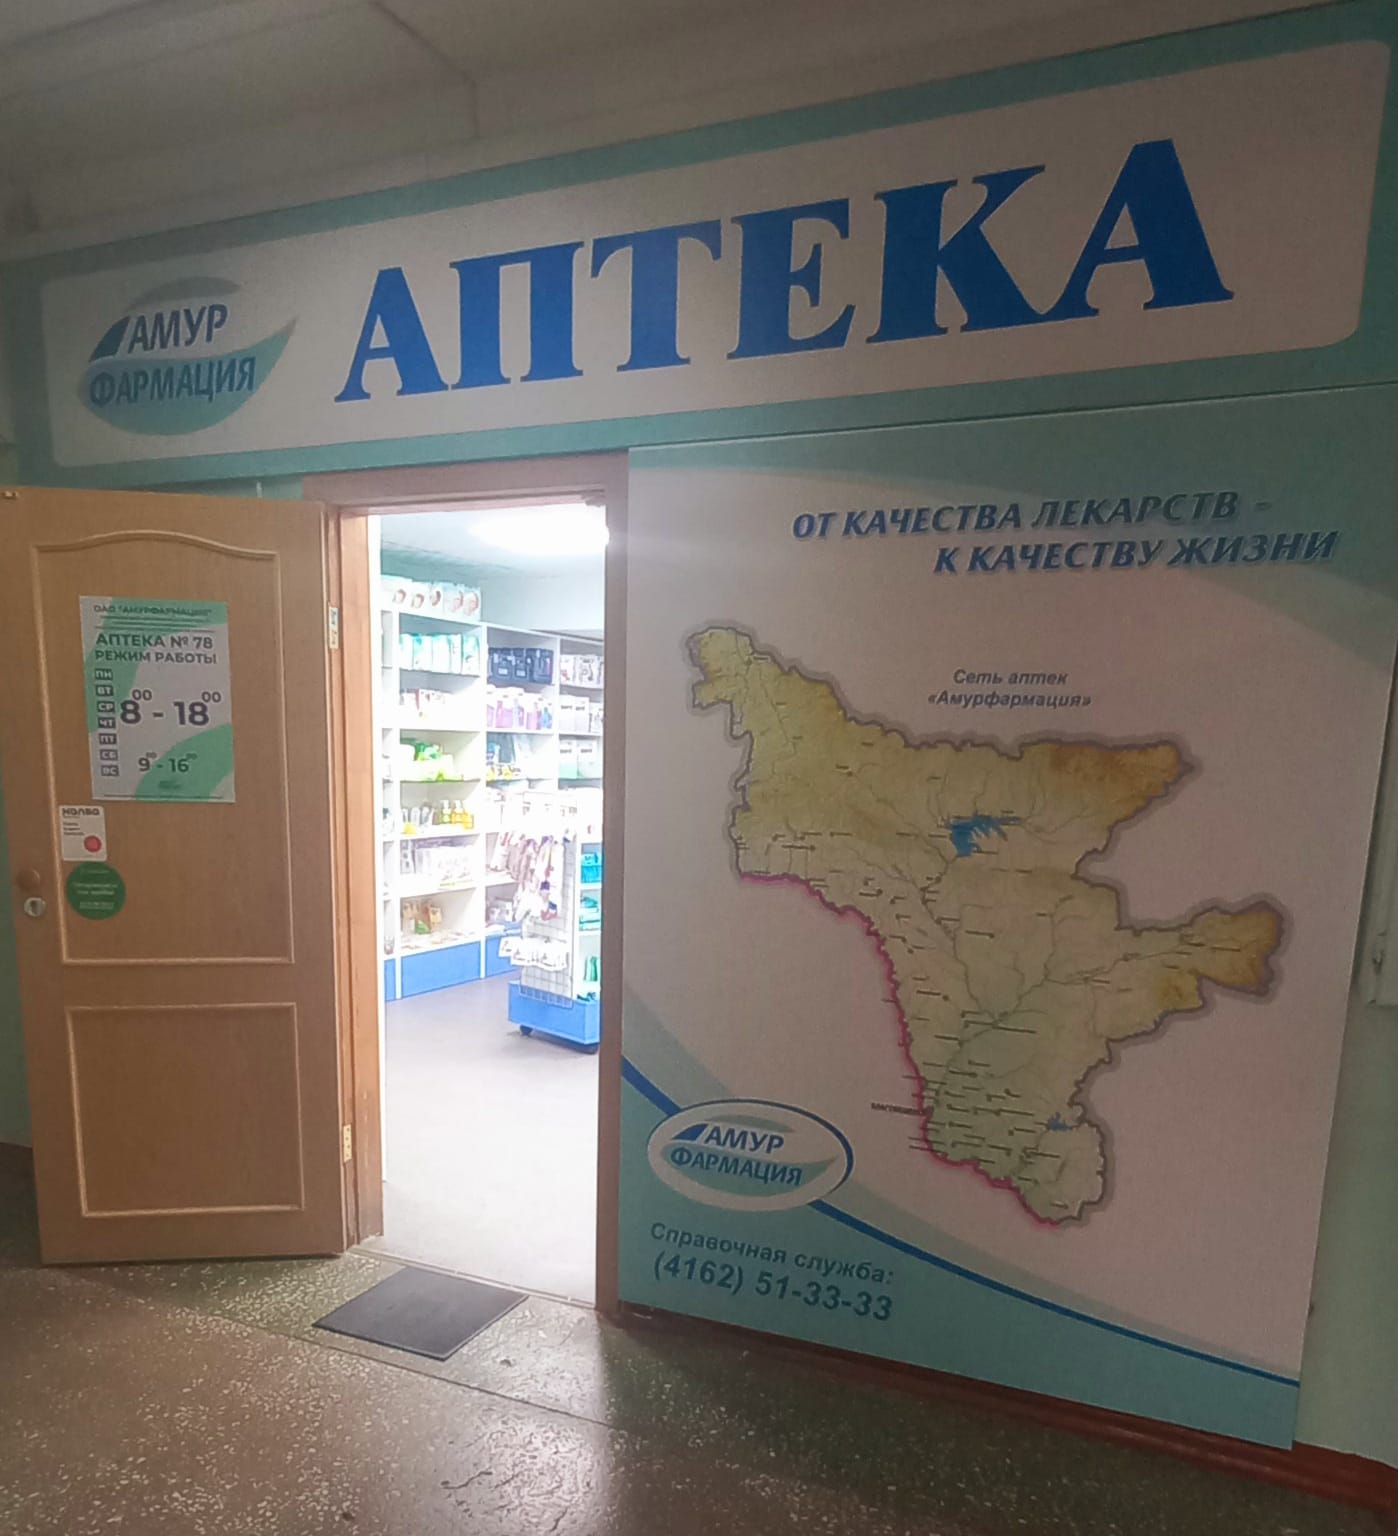 АМУР
ФАРМАЦИЯ
АПТЕКА
ОАО "АМУРФАРМАЦИЯ"
АПТЕКА № 78
РЕЖИМ РАБОТЫ
ПН
ВТ
СР
ЧТ
ПТ
8 00 - 18 00
СБ
ВС
9 00 - 16 00
ХАЛВА
ОТ КАЧЕСТВА ЛЕКАРСТВ -
К КАЧЕСТВУ ЖИЗНИ
Сеть аптек
«Амурфармация»
АМУР
ФАРМАЦИЯ
Справочная служба:
(4162) 51-33-33